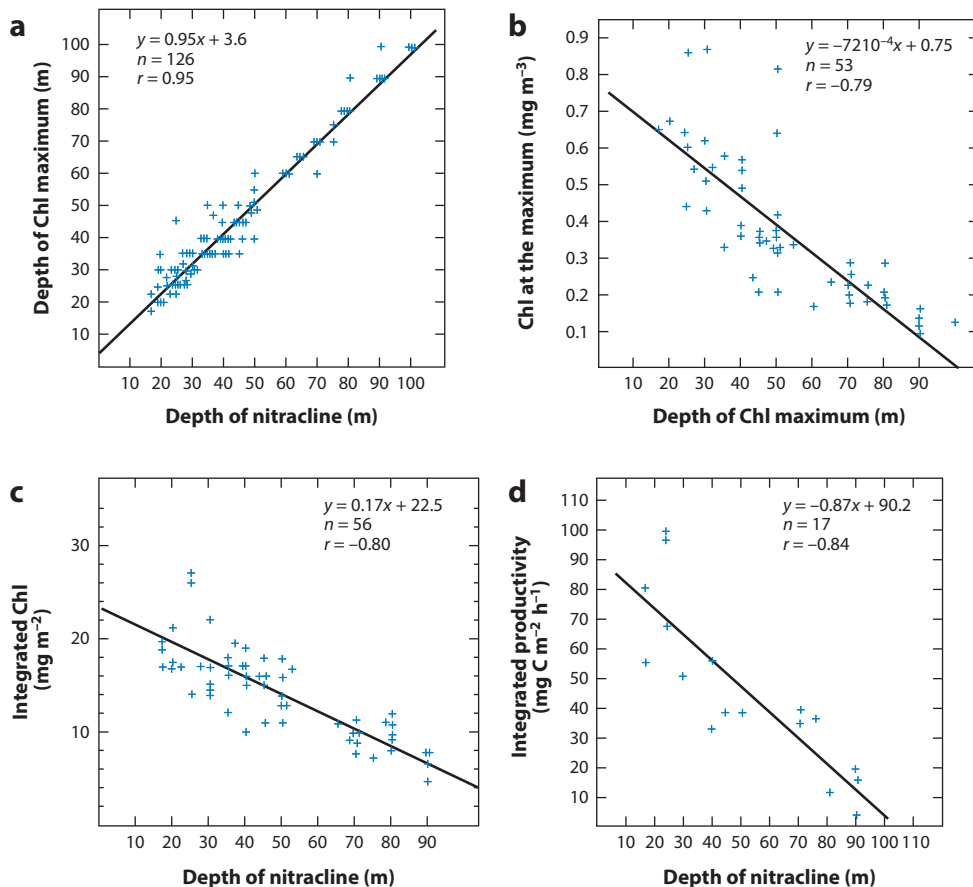 a
y = 0.95x + 3.6
n = 126
r = 0.95
Depth of Chl maximum (m)
100
90
80
70
60
50
40
30
20
10
10 20 30 40 50 60 70 80 90 100
Depth of nitracline (m)
b
y = –7210⁻⁴x + 0.75
n = 53
r = –0.79
Chl at the maximum (mg m⁻³)
0.9
0.8
0.7
0.6
0.5
0.4
0.3
0.2
0.1
10 20 30 40 50 60 70 80 90
Depth of Chl maximum (m)
c
y = 0.17x + 22.5
n = 56
r = –0.80
Integrated Chl
(mg m⁻²)
30
20
10
10 20 30 40 50 60 70 80 90
Depth of nitracline (m)
d
y = –0.87x + 90.2
n = 17
r = –0.84
Integrated productivity
(mg C m⁻² h⁻¹)
110
100
90
80
70
60
50
40
30
20
10
10 20 30 40 50 60 70 80 90 100 110
Depth of nitracline (m)